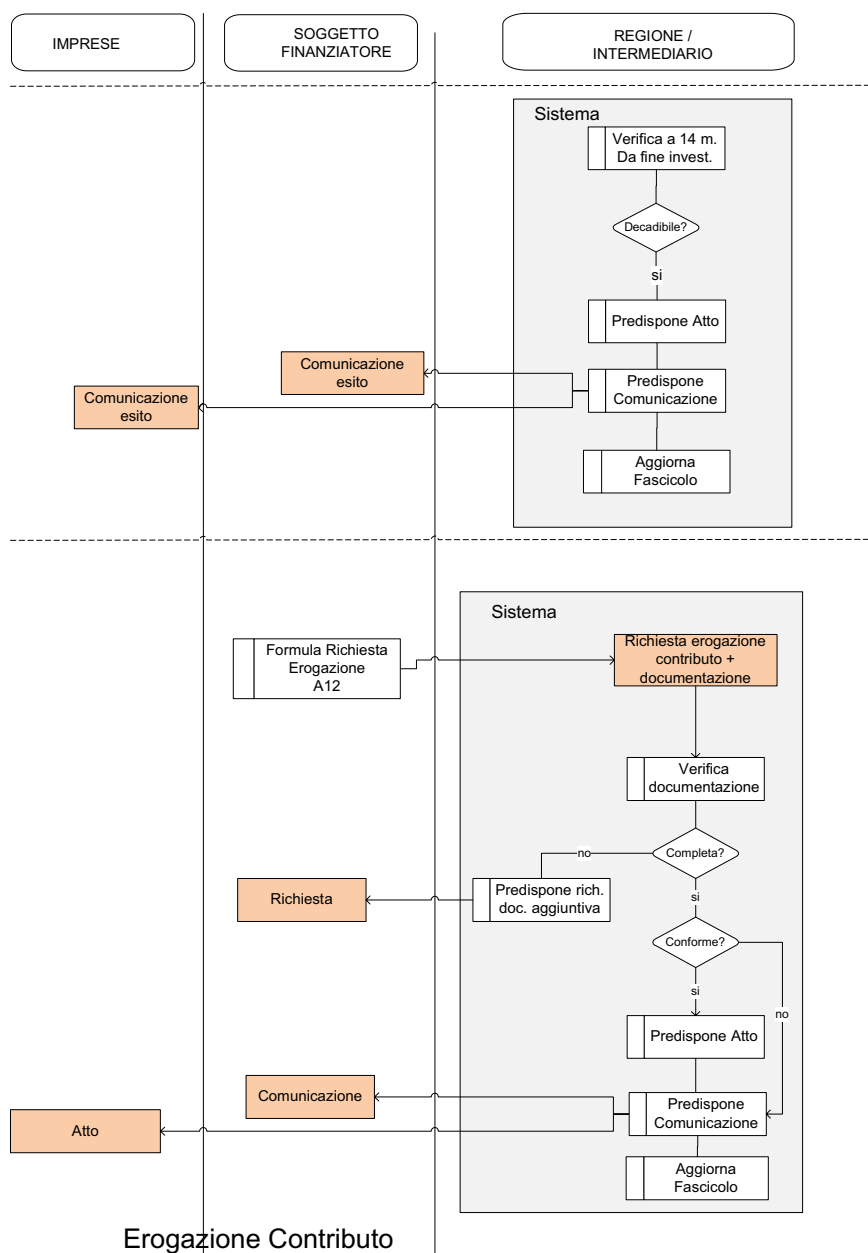 IMPRESE
SOGGETTO
FINANZIATORE
REGIONE /
INTERMEDIARIO
Sistema
Verifica a 14 m.
Da fine invest.
Decadibile?
si
Predispone Atto
Comunicazione
esito
Predispone
Comunicazione
Comunicazione
esito
Aggiorna
Fascicolo
Sistema
Formula Richiesta
Erogazione
A12
Richiesta erogazione
contributo +
documentazione
Verifica
documentazione
Completa?
no
Predispone rich.
doc. aggiuntiva
Richiesta
si
Conforme?
si
no
Predispone Atto
Comunicazione
Predispone
Comunicazione
Atto
Aggiorna
Fascicolo
Erogazione Contributo